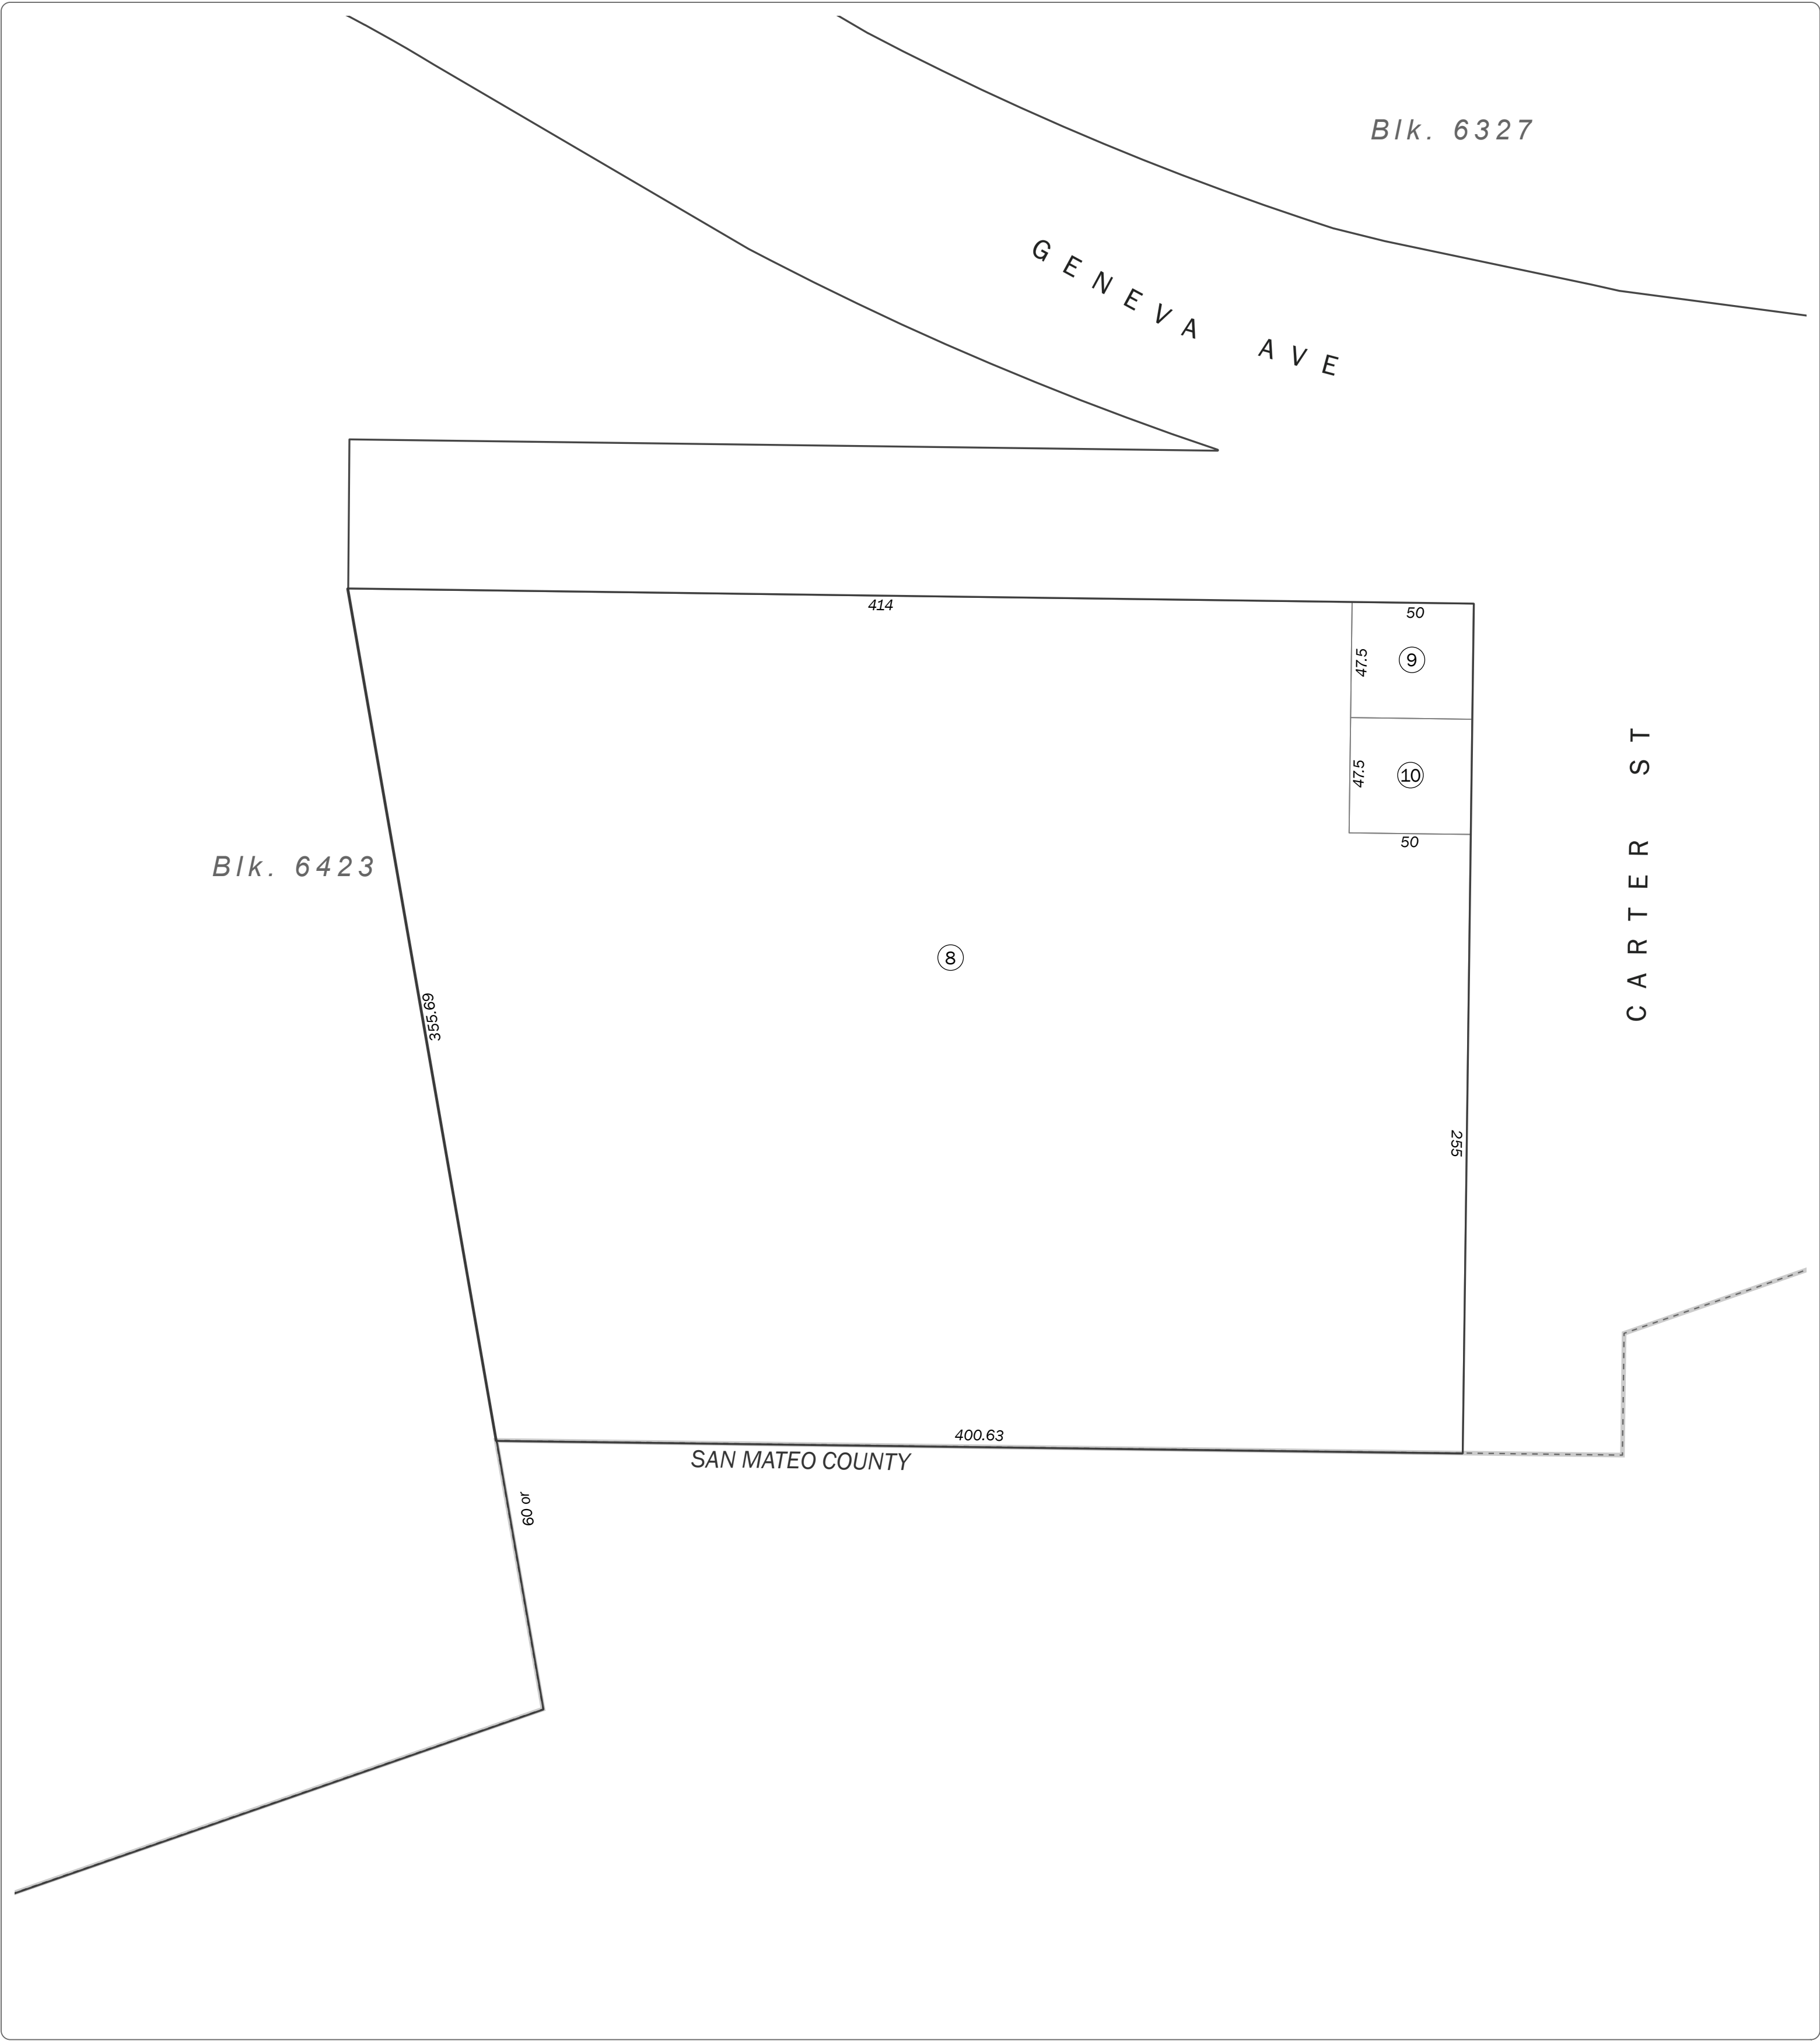 Blk. 6327
GENEVA AVE
414
50
47.5
9
47.5
10
50
CARTER ST
Blk. 6423
8
355.69
255
400.63
SAN MATEO COUNTY
60 or